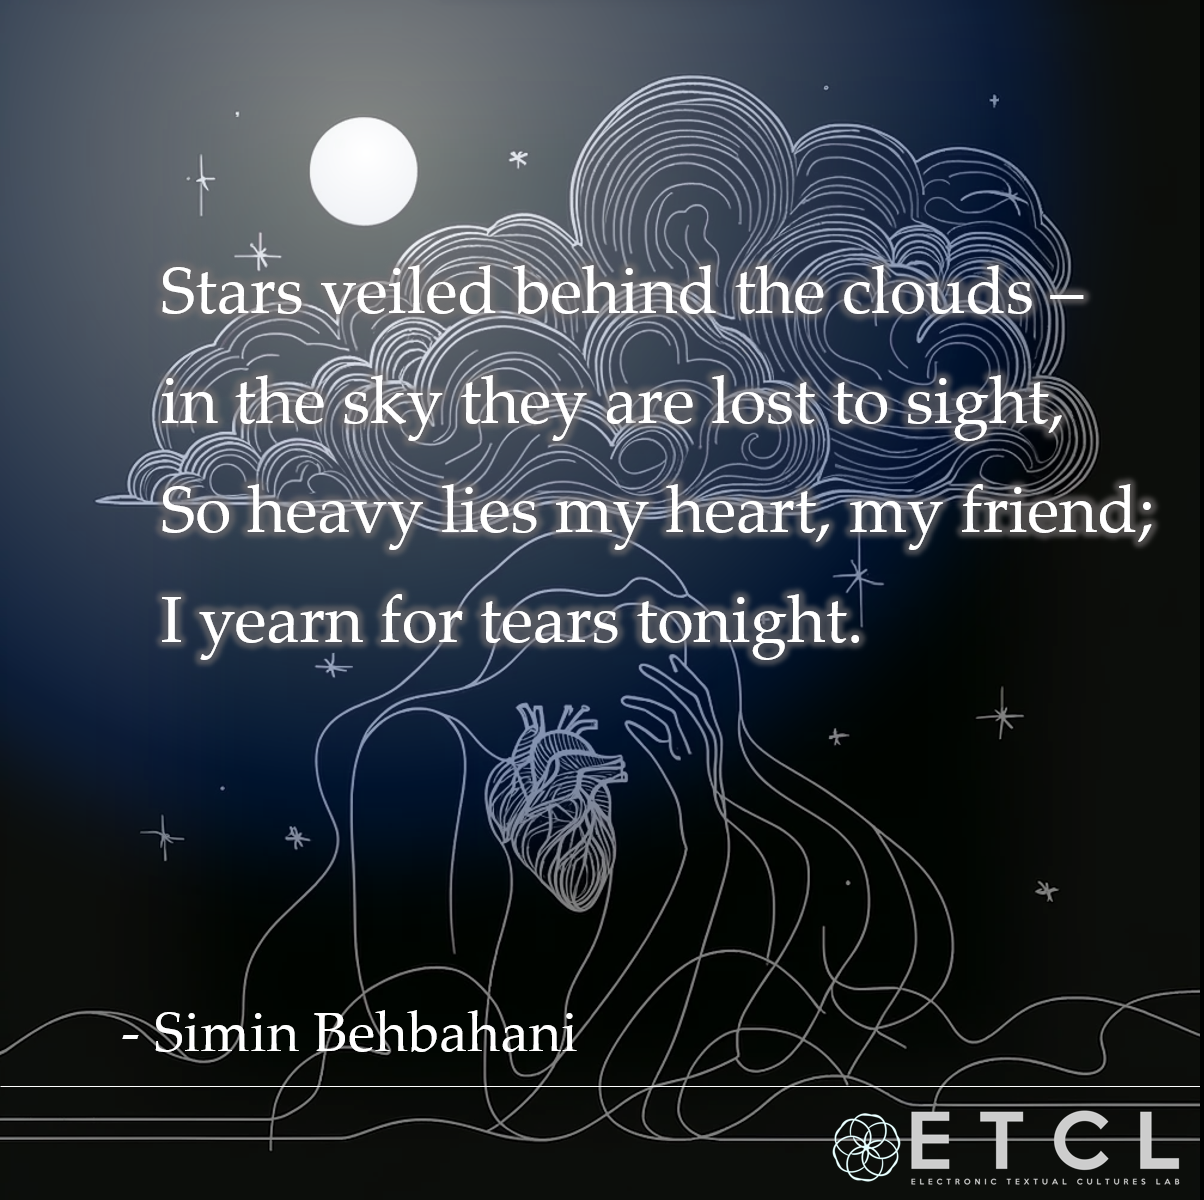 Stars veiled behind the clouds –
in the sky they are lost to sight,
So heavy lies my heart, my friend;
I yearn for tears tonight.
- Simin Behbahani
ETCL
ELECTRONIC TEXTUAL CULTURES LAB